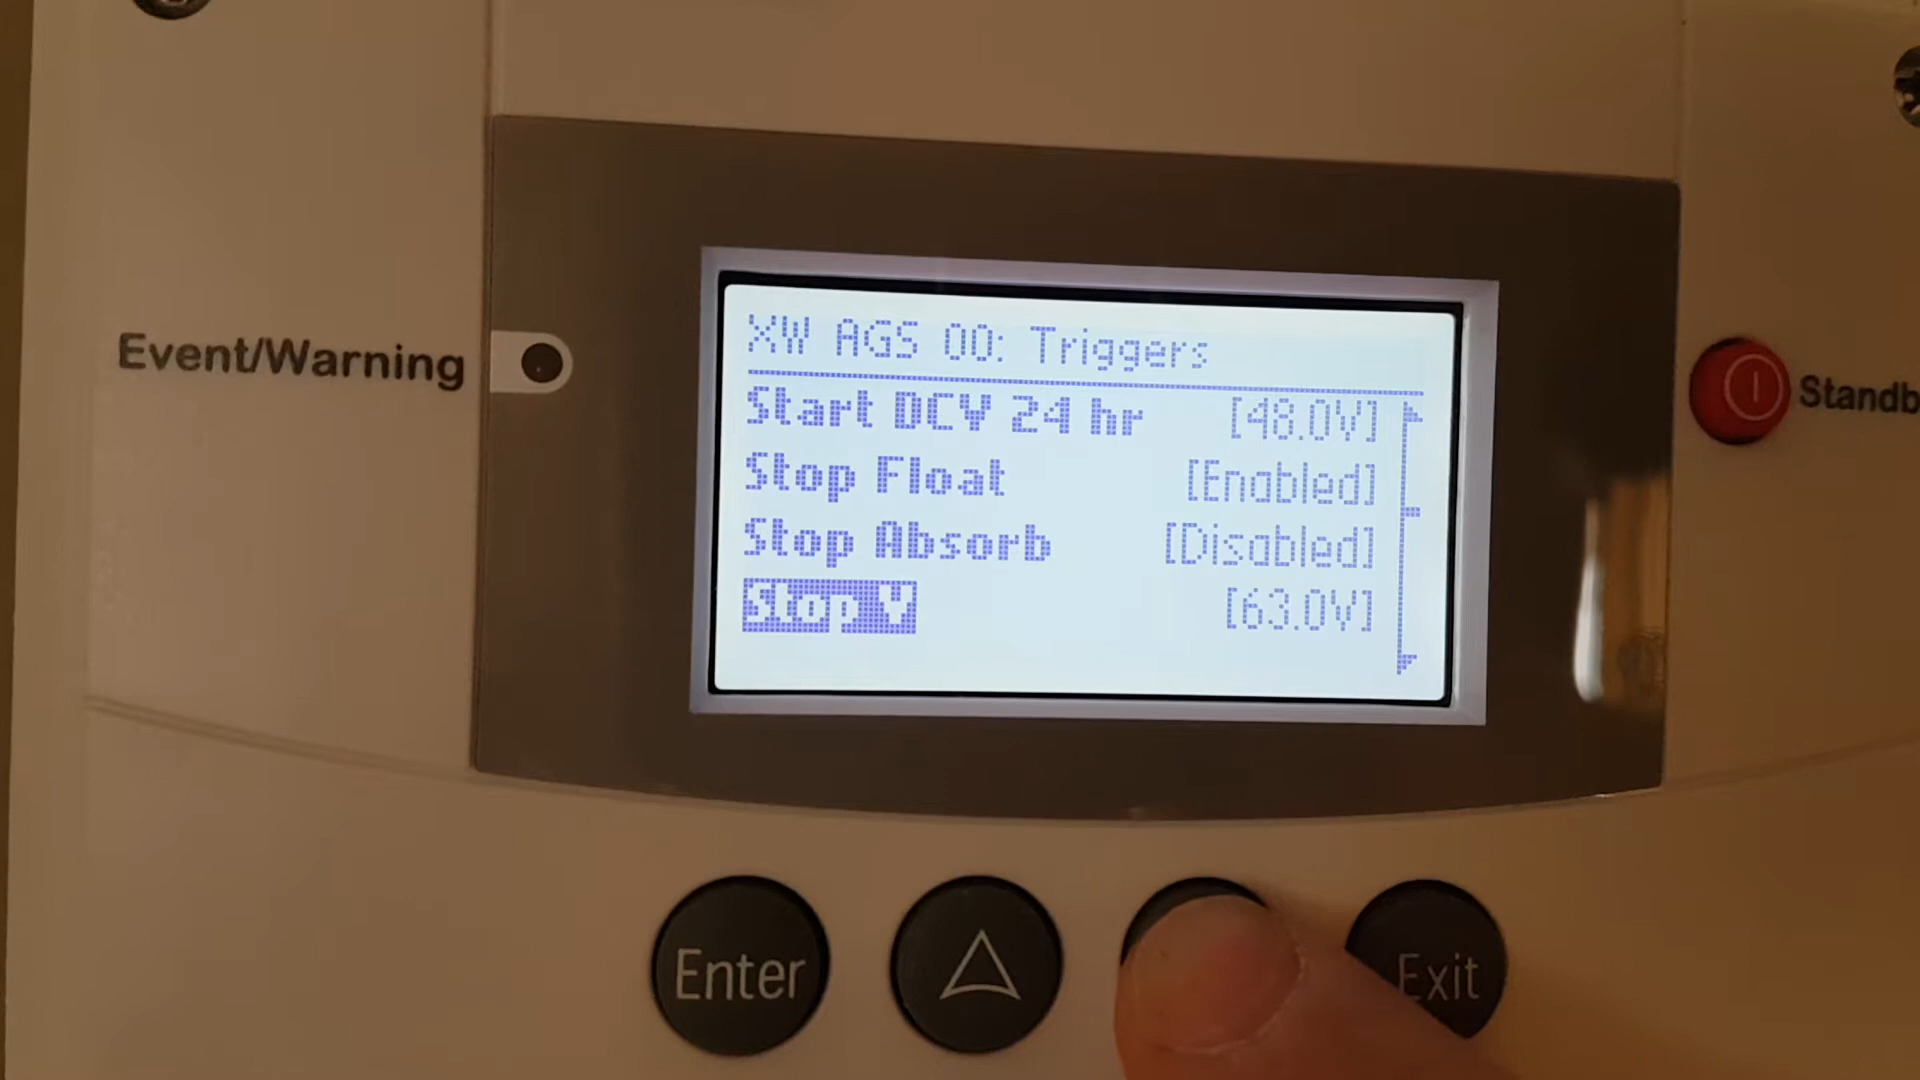 XW AGS 00: Triggers
Start DCV 24 hr [48.0V]
Stop Float [Enabled]
Stop Absorb [Disabled]
Stop V [63.0V]
Event/Warning
Standb
Enter
Exit